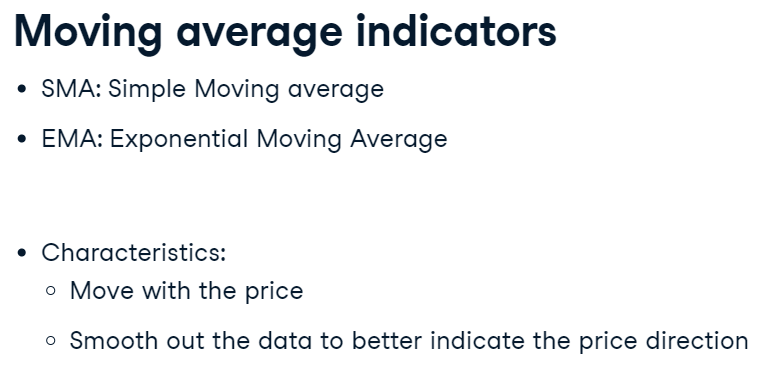 Moving average indicators
• SMA: Simple Moving average
• EMA: Exponential Moving Average
• Characteristics:
○ Move with the price
○ Smooth out the data to better indicate the price direction